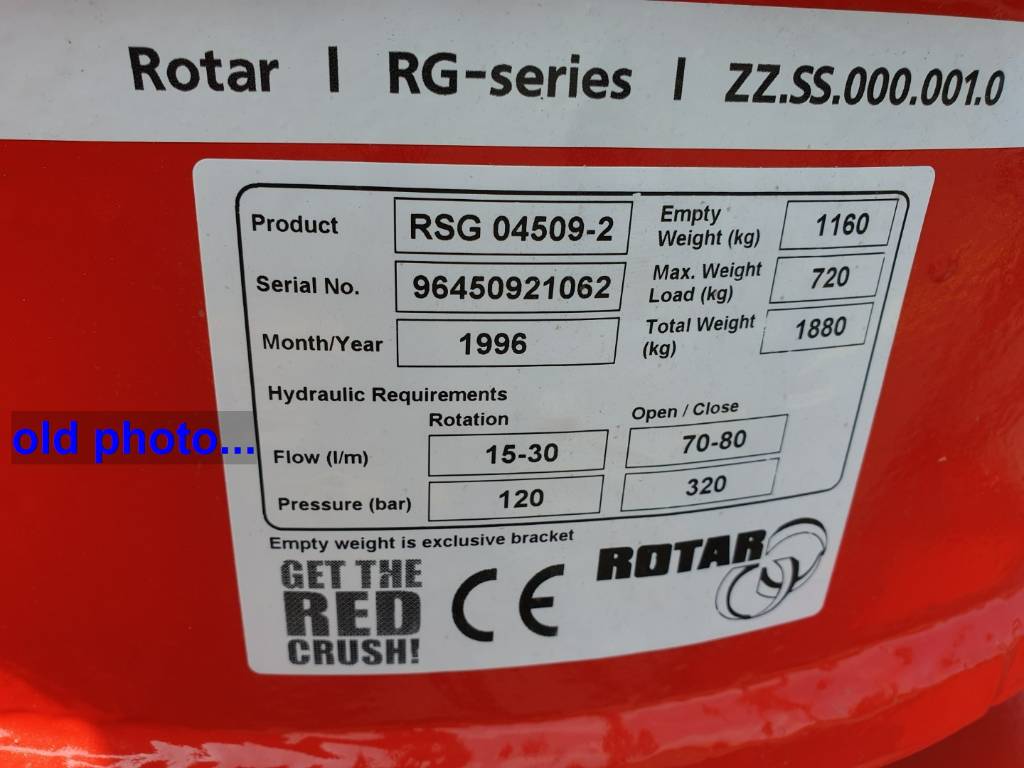 Rotar | RG-series | ZZ.SS.000.001.0
Product RSG 04509-2 Empty Weight (kg) 1160
Serial No. 96450921062 Max. Weight Load (kg) 720
Month/Year 1996 Total Weight (kg) 1880
Hydraulic Requirements
Rotation Open / Close
old photo...
Flow (l/m) 15-30 70-80
Pressure (bar) 120 320
Empty weight is exclusive bracket
GET THE
RED
CRUSH!
CE
ROTAR